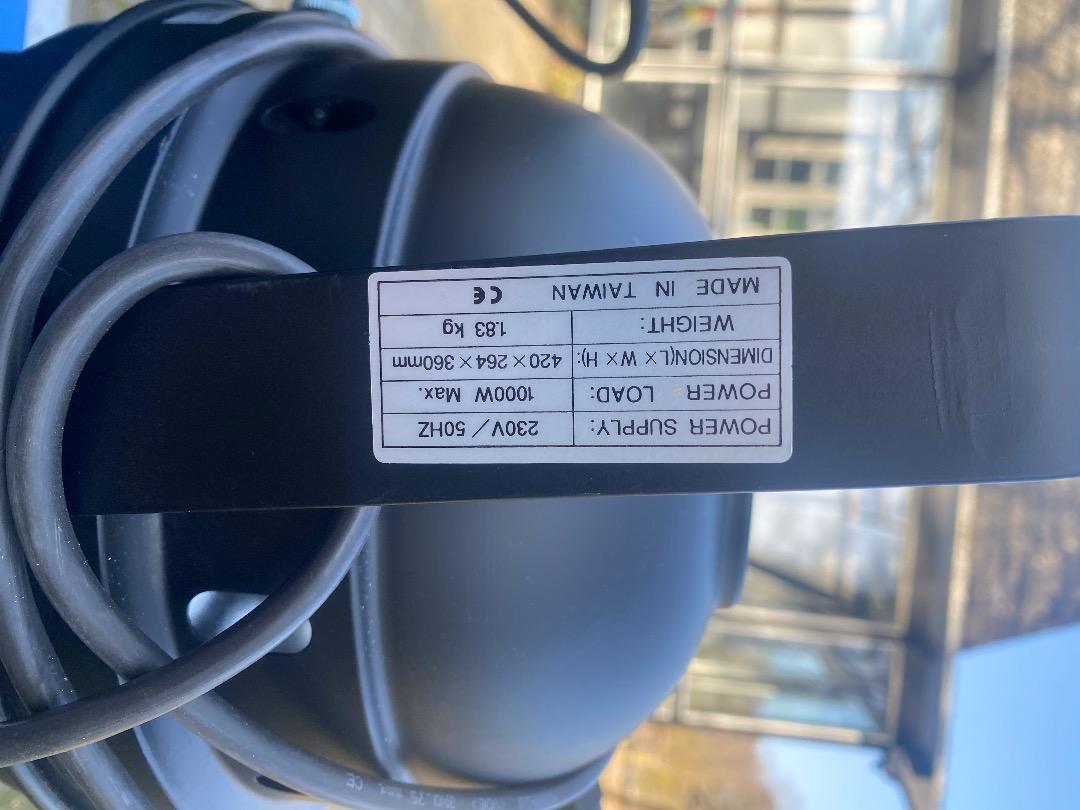 POWER SUPPLY: 230V/50HZ
POWER LOAD: 1000W Max.
DIMENSION(L×W×H): 420×264×360mm
WEIGHT: 1.83 kg
MADE IN TAIWAN CE
CE